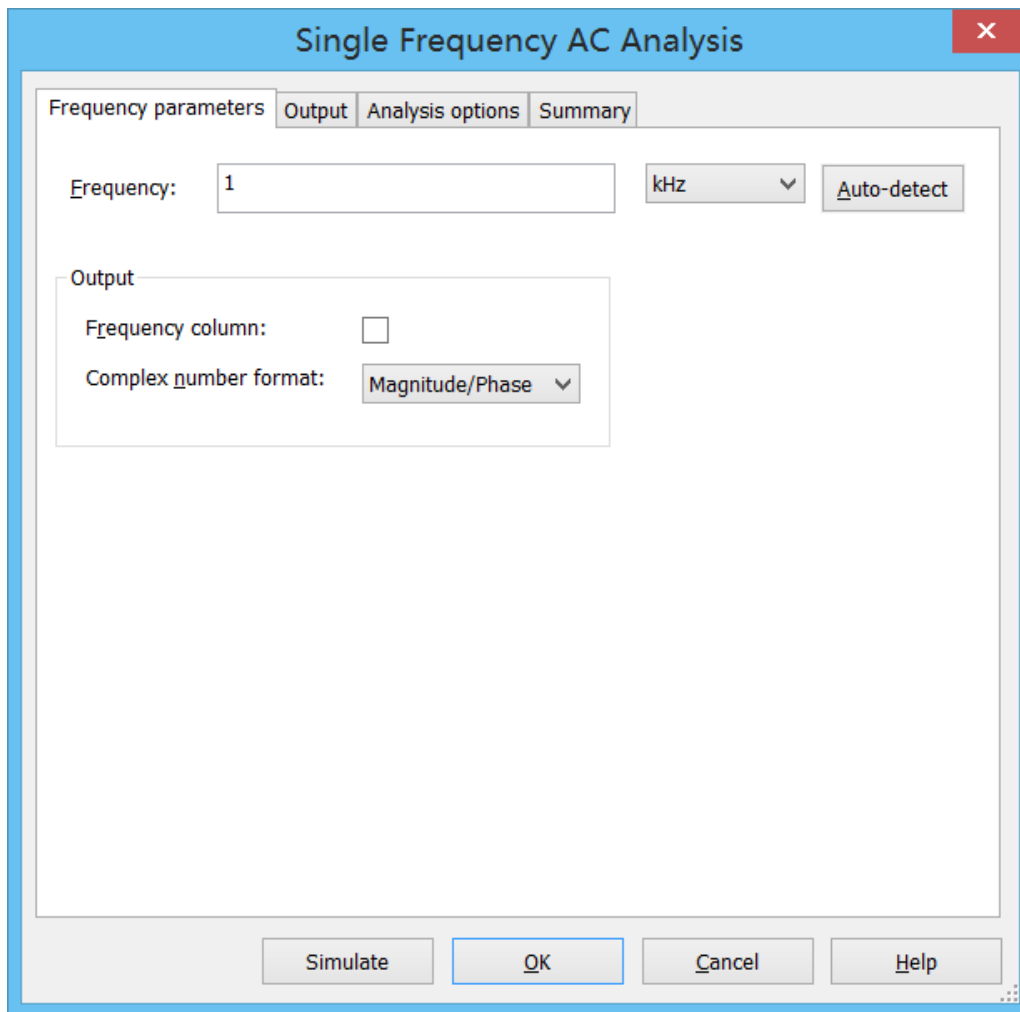 Single Frequency AC Analysis
Frequency parameters Output Analysis options Summary
Frequency: 1 kHz Auto-detect
Output
Frequency column:
Complex number format: Magnitude/Phase
Simulate OK Cancel Help